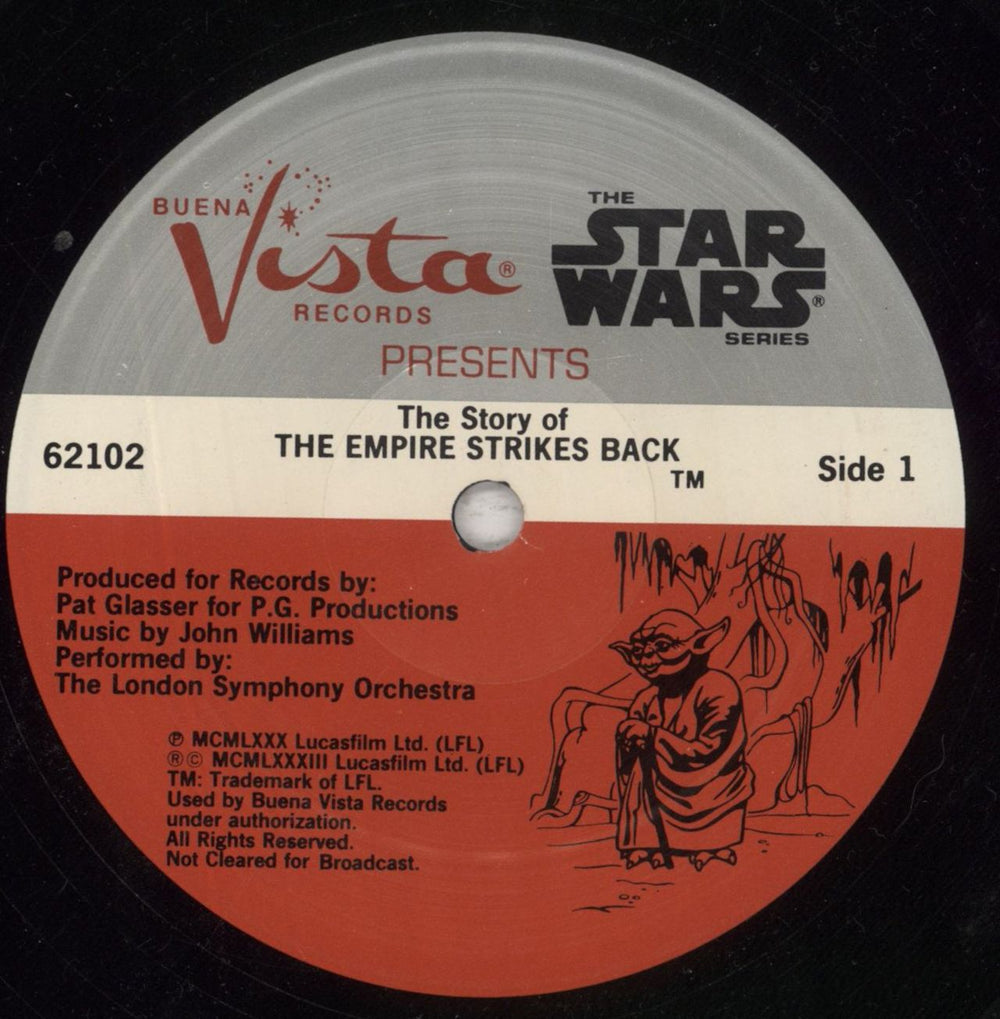 BUENA
Vista®
RECORDS
THE
STAR
WARS®
SERIES
PRESENTS
The Story of
THE EMPIRE STRIKES BACK
TM
62102
Side 1
Produced for Records by:
Pat Glasser for P.G. Productions
Music by John Williams
Performed by:
The London Symphony Orchestra
℗ MCMLXXX Lucasfilm Ltd. (LFL)
®© MCMLXXXIII Lucasfilm Ltd. (LFL)
TM: Trademark of LFL.
Used by Buena Vista Records
under authorization.
All Rights Reserved.
Not Cleared for Broadcast.